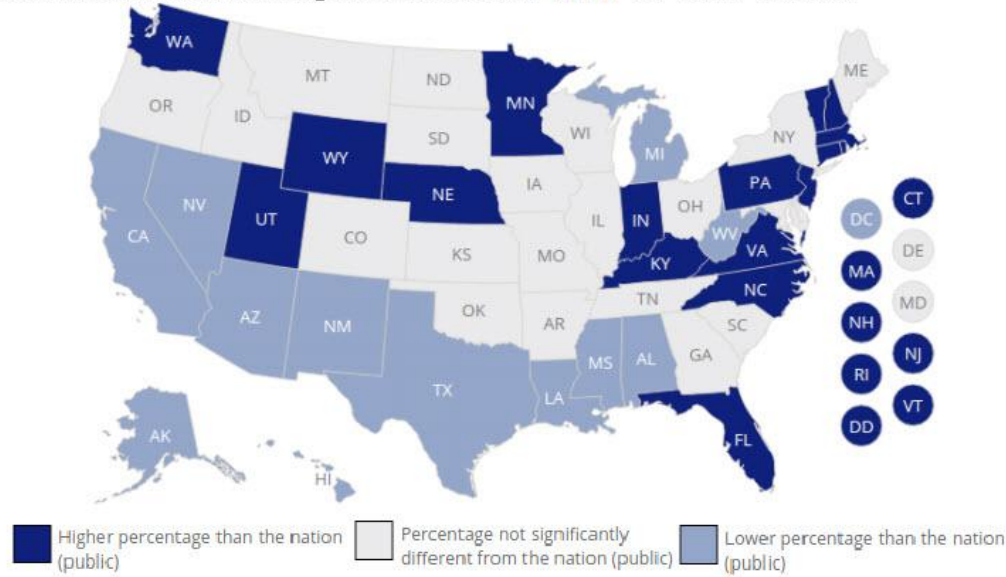 WA
MT
ND
MN
ME
OR
ID
SD
WI
NY
WY
MI
IA
PA
NE
NV
UT
IL
IN
OH
CT
DC
CA
CO
WV
VA
KS
MO
KY
DE
MA
NC
AZ
NM
OK
TN
MD
AR
SC
NH
MS
AL
GA
NJ
TX
LA
RI
VT
AK
FL
DD
HI
Higher percentage than the nation
(public)
Percentage not significantly
different from the nation (public)
Lower percentage than the nation
(public)